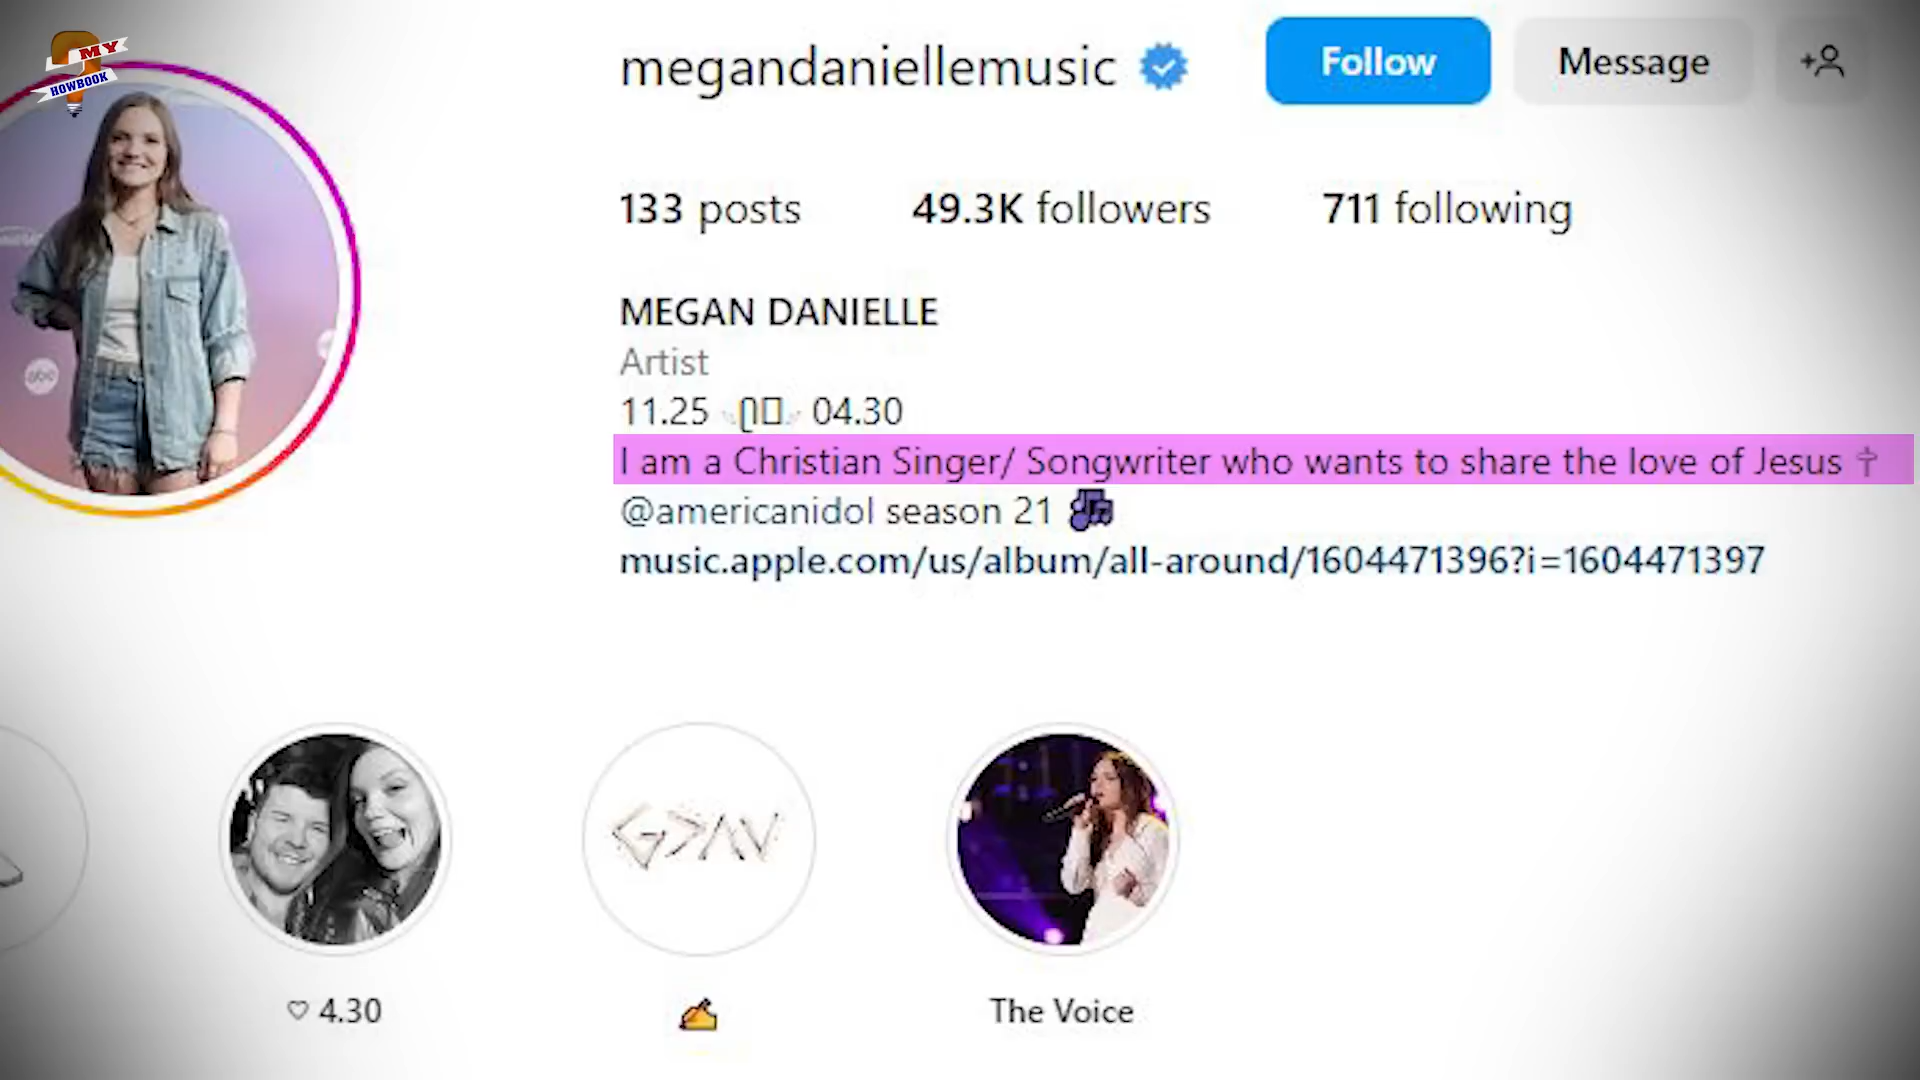 MY
HOWBOOK
megandaniellemusic
Follow
Message
133 posts
49.3K followers
711 following
MEGAN DANIELLE
Artist
11.25 04.30
I am a Christian Singer/ Songwriter who wants to share the love of Jesus
@americanidol season 21
music.apple.com/us/album/all-around/1604471396?i=1604471397
abc
G>ΛV
♡ 4.30
The Voice